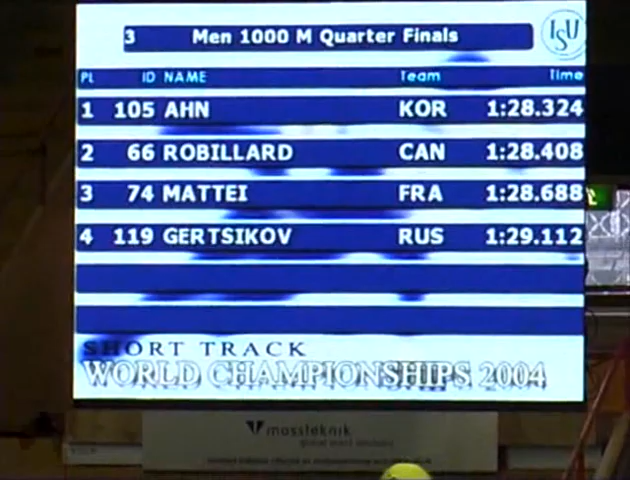 3 Men 1000 M Quarter Finals ISU
PL ID NAME Team Time
1 105 AHN KOR 1:28.324
2 66 ROBILLARD CAN 1:28.408
3 74 MATTEI FRA 1:28.688
4 119 GERTSIKOV RUS 1:29.112
SHORT TRACK
WORLD CHAMPIONSHIPS 2004
massteknik